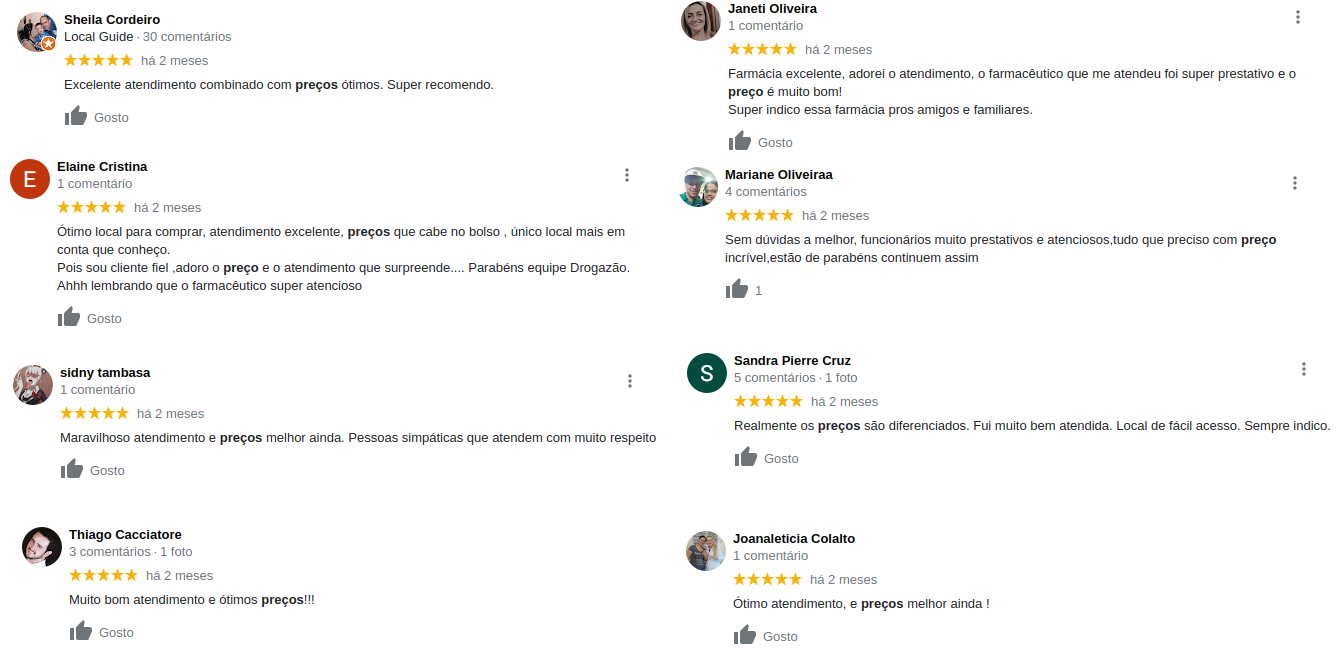 Sheila Cordeiro
Local Guide · 30 comentários
há 2 meses
Excelente atendimento combinado com preços ótimos. Super recomendo.
Gosto
Janeti Oliveira
1 comentário
há 2 meses
Farmácia excelente, adorei o atendimento, o farmacêutico que me atendeu foi super prestativo e o
preço é muito bom!
Super indico essa farmácia pros amigos e familiares.
Gosto
E
Elaine Cristina
1 comentário
há 2 meses
Ótimo local para comprar, atendimento excelente, preços que cabe no bolso , único local mais em
conta que conheço.
Pois sou cliente fiel ,adoro o preço e o atendimento que surpreende.... Parabéns equipe Drogazão.
Ahhh lembrando que o farmacêutico super atencioso
Gosto
Mariane Oliveiraa
4 comentários
há 2 meses
Sem dúvidas a melhor, funcionários muito prestativos e atenciosos,tudo que preciso com preço
incrível,estão de parabéns continuem assim
1
sidny tambasa
1 comentário
há 2 meses
Maravilhoso atendimento e preços melhor ainda. Pessoas simpáticas que atendem com muito respeito
Gosto
S
Sandra Pierre Cruz
5 comentários · 1 foto
há 2 meses
Realmente os preços são diferenciados. Fui muito bem atendida. Local de fácil acesso. Sempre indico.
Gosto
Thiago Cacciatore
3 comentários · 1 foto
há 2 meses
Muito bom atendimento e ótimos preços!!!
Gosto
Joanaleticia Colalto
1 comentário
há 2 meses
Ótimo atendimento, e preços melhor ainda !
Gosto